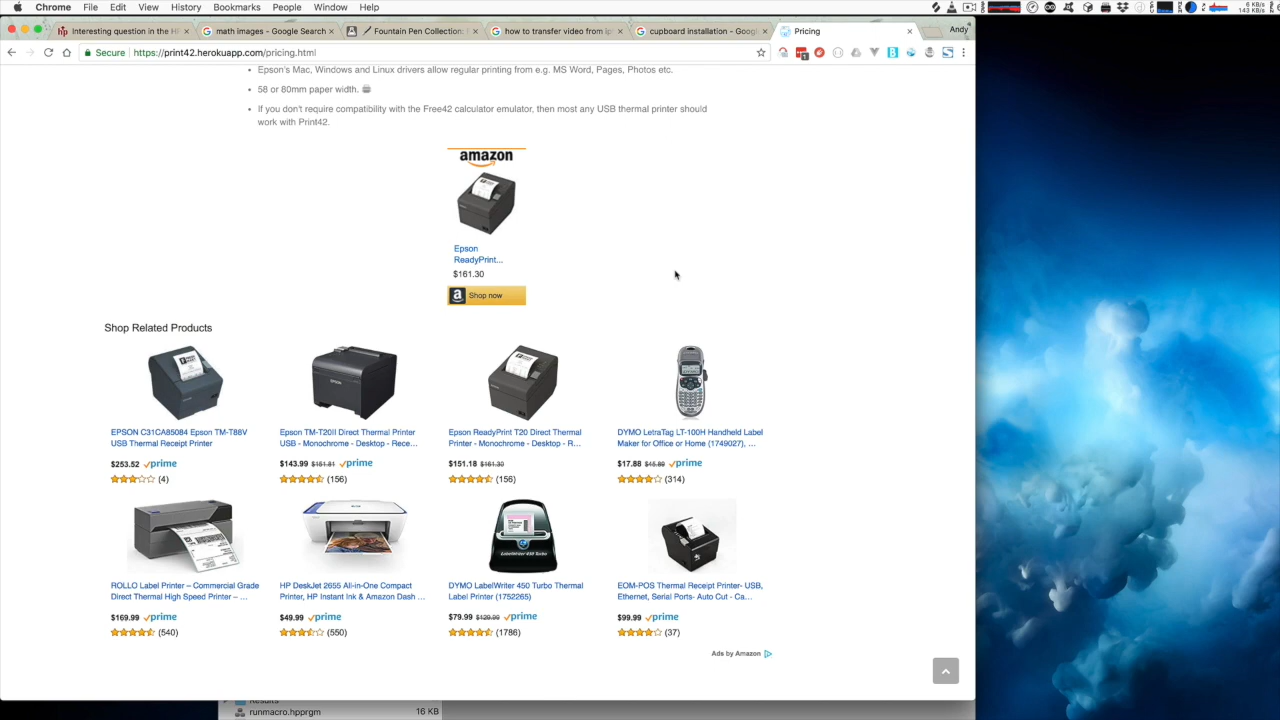 Chrome File Edit View History Bookmarks People Window Help
6 KB/s
143 KB/s
Interesting question in the H
math images - Google Search
Fountain Pen Collection:
how to transfer video from ip
cupboard installation - Goog
Pricing
Andy
Secure https://print42.herokuapp.com/pricing.html
Epson's Mac, Windows and Linux drivers allow regular printing from e.g. MS Word, Pages, Photos etc.
58 or 80mm paper width.
If you don't require compatibility with the Free42 calculator emulator, then most any USB thermal printer should
work with Print42.
amazon
Epson
ReadyPrint...
$161.30
Shop now
Shop Related Products
EPSON C31CA85084 Epson TM-T88V
USB Thermal Receipt Printer
$253.52 prime
(4)
Epson TM-T20II Direct Thermal Printer
USB - Monochrome - Desktop - Rece...
$143.99 $161.81 prime
(156)
Epson ReadyPrint T20 Direct Thermal
Printer - Monochrome - Desktop - R...
$151.18 $161.30
(156)
DYMO LetraTag LT-100H Handheld Label
Maker for Office or Home (1749027), ...
$17.88 $45.89 prime
(314)
ROLLO Label Printer – Commercial Grade
Direct Thermal High Speed Printer – ...
$169.99 prime
(540)
HP DeskJet 2655 All-in-One Compact
Printer, HP Instant Ink & Amazon Dash ...
$49.99 prime
(550)
DYMO LabelWriter 450 Turbo Thermal
Label Printer (1752265)
$79.99 $129.99 prime
(1786)
EOM-POS Thermal Receipt Printer- USB,
Ethernet, Serial Ports- Auto Cut - Ca...
$99.99 prime
(37)
Ads by Amazon
Results
runmacro.hpprgm 16 KB